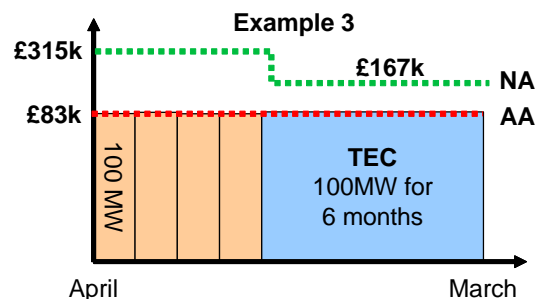 Example 3
£315k
£167k
NA
£83k
AA
100 MW
TEC
100MW for
6 months
April
March